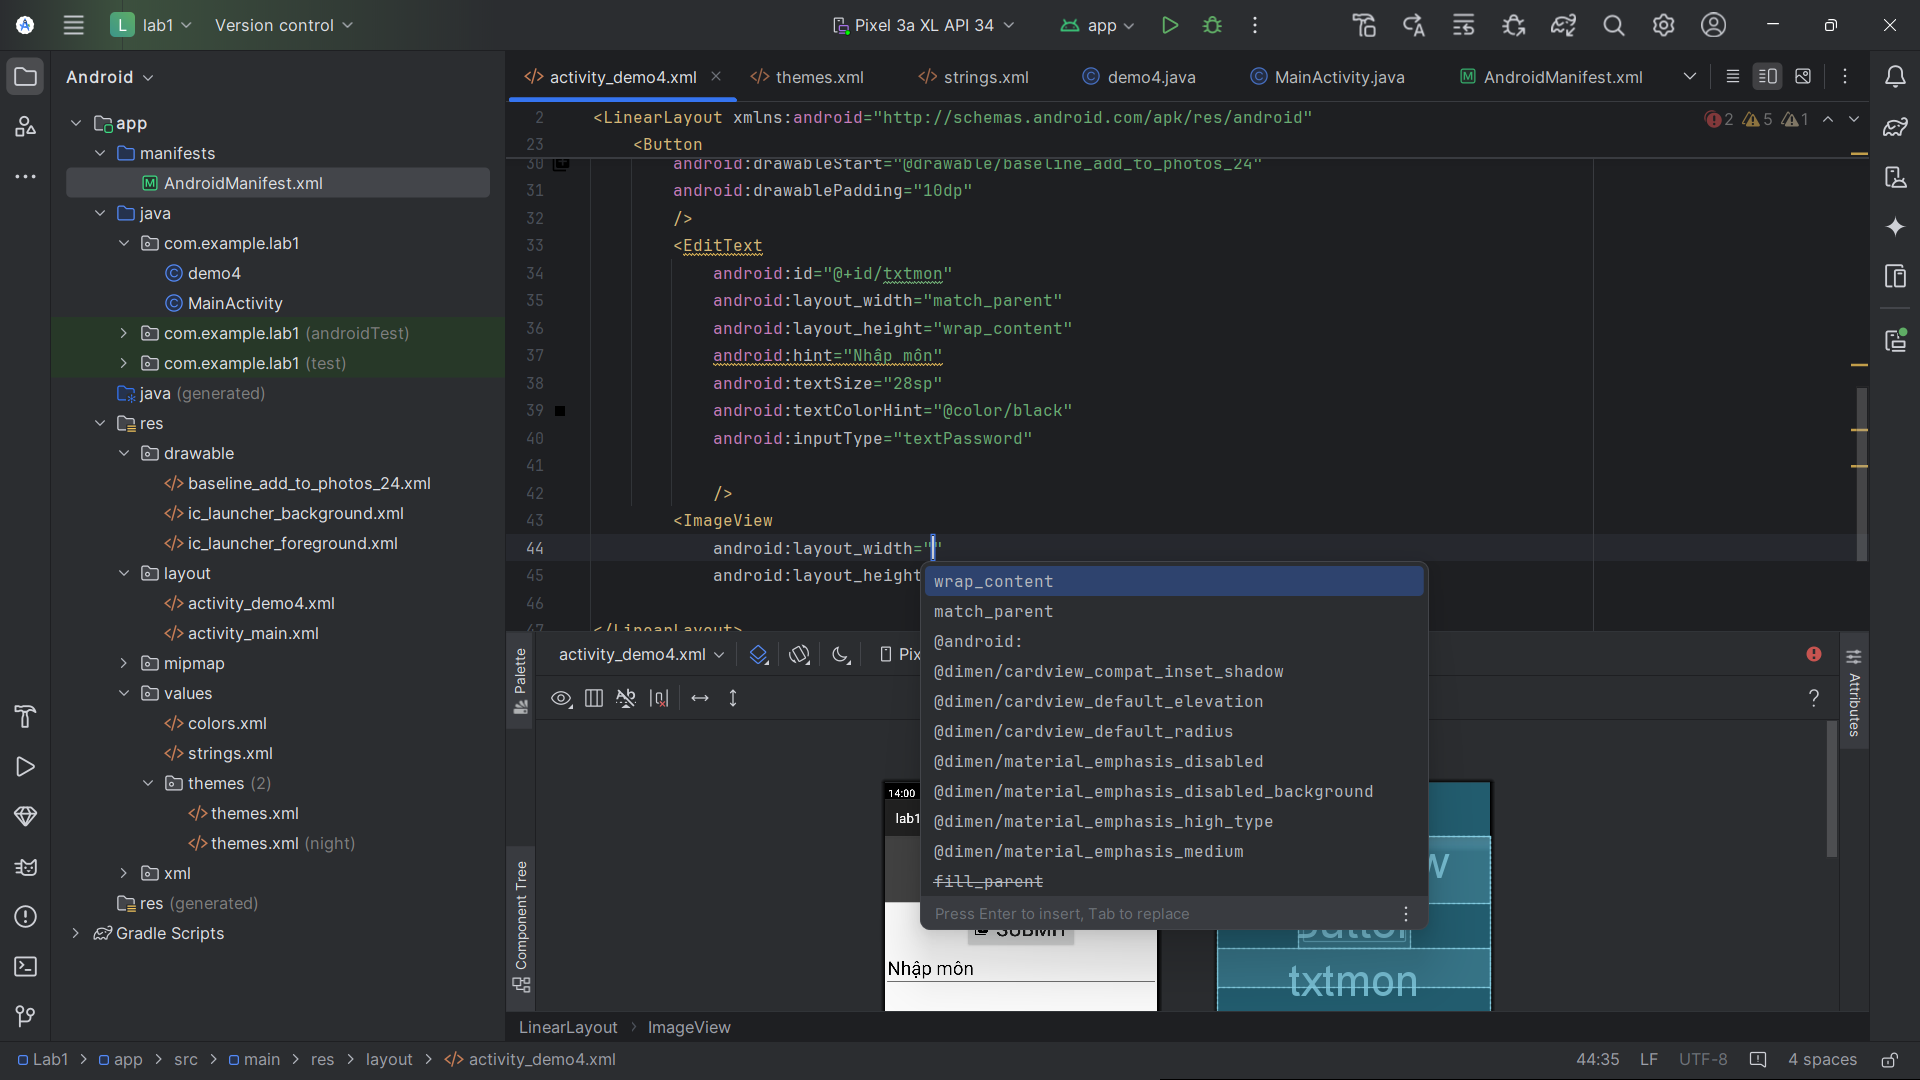 L lab1
Version control
Pixel 3a XL API 34
app
Android
activity_demo4.xml
themes.xml
strings.xml
demo4.java
MainActivity.java
AndroidManifest.xml
app
manifests
AndroidManifest.xml
java
com.example.lab1
demo4
MainActivity
com.example.lab1 (androidTest)
com.example.lab1 (test)
java (generated)
res
drawable
baseline_add_to_photos_24.xml
ic_launcher_background.xml
ic_launcher_foreground.xml
layout
activity_demo4.xml
activity_main.xml
mipmap
values
colors.xml
strings.xml
themes (2)
themes.xml
themes.xml (night)
xml
res (generated)
Gradle Scripts
2 <LinearLayout xmlns:android="http://schemas.android.com/apk/res/android"
2 5 1
23 <Button
30 android:drawableStart="@drawable/baseline_add_to_photos_24"
31 android:drawablePadding="10dp"
32 />
33 <EditText
34 android:id="@+id/txtmon"
35 android:layout_width="match_parent"
36 android:layout_height="wrap_content"
37 android:hint="Nhập môn"
38 android:textSize="28sp"
39 android:textColorHint="@color/black"
40 android:inputType="textPassword"
41
42 />
43 <ImageView
44 android:layout_width=""
45 android:layout_height
46
47 </LinearLayout>
wrap_content
match_parent
@android:
@dimen/cardview_compat_inset_shadow
@dimen/cardview_default_elevation
@dimen/cardview_default_radius
@dimen/material_emphasis_disabled
@dimen/material_emphasis_disabled_background
@dimen/material_emphasis_high_type
@dimen/material_emphasis_medium
fill_parent
Press Enter to insert, Tab to replace
Palette
activity_demo4.xml
Pix
Attributes
?
Component Tree
14:00
lab1
SUBMIT
Nhập môn
txtmon
LinearLayout > ImageView
Lab1 > app > src > main > res > layout > activity_demo4.xml
44:35 LF UTF-8 4 spaces